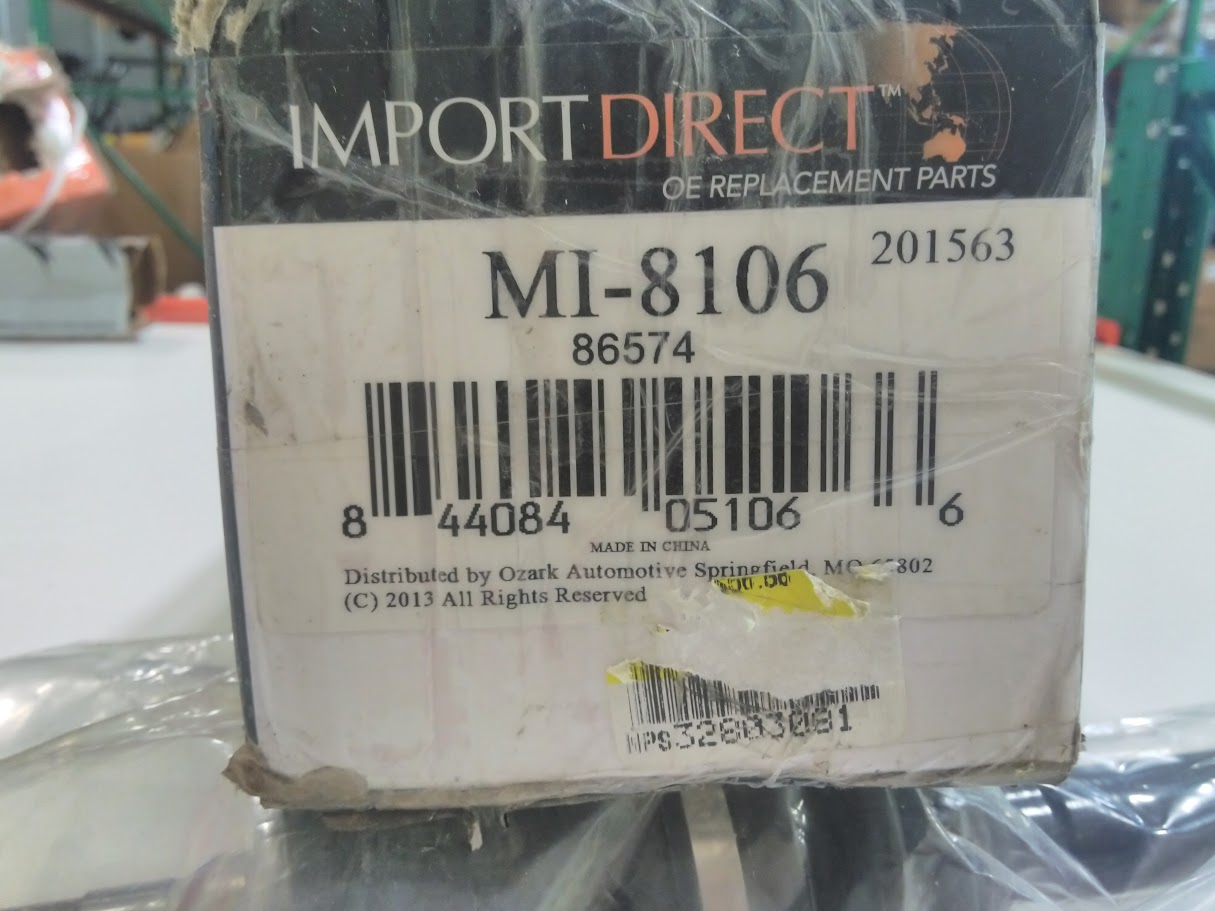 IMPORT DIRECT™
OE REPLACEMENT PARTS
MI-8106 201563
86574
8 44084 05106 6
MADE IN CHINA
Distributed by Ozark Automotive Springfield, MO 65802
(C) 2013 All Rights Reserved